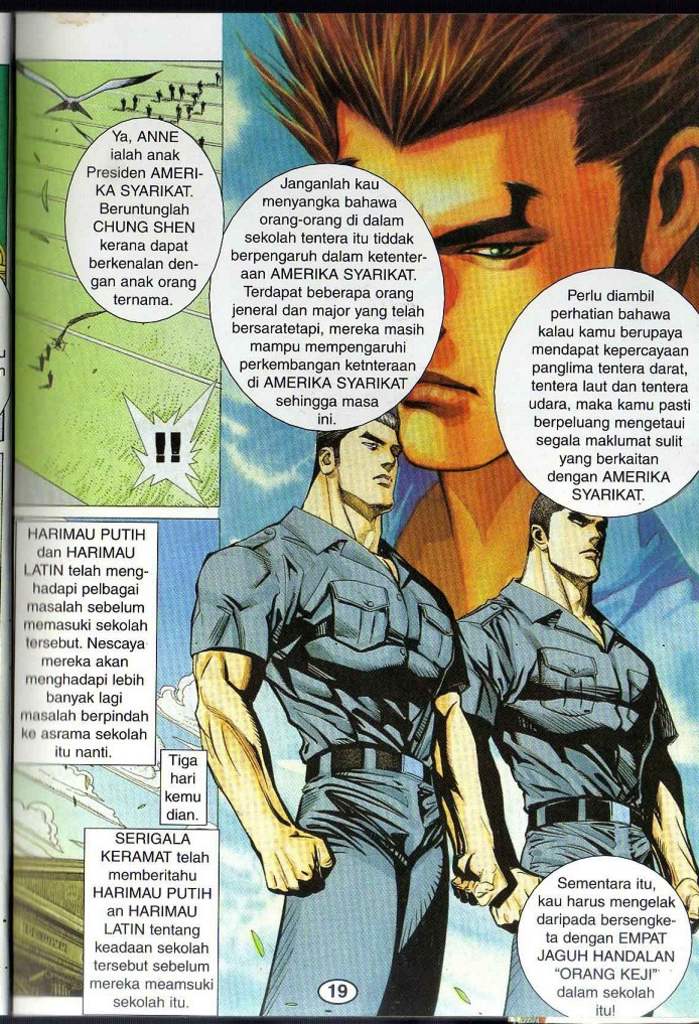 Ya, ANNE
ialah anak
Presiden AMERI-
KA SYARIKAT.
Beruntunglah
CHUNG SHEN
kerana dapat
berkenalan den-
gan anak orang
ternama.
Janganlah kau
menyangka bahawa
orang-orang di dalam
sekolah tentera itu tiddak
berpengaruh dalam ketenter-
aan AMERIKA SYARIKAT.
Terdapat beberapa orang
jeneral dan major yang telah
bersaratetapi, mereka masih
mampu mempengaruhi
perkembangan ketnteraan
di AMERIKA SYARIKAT
sehingga masa
ini.
Perlu diambil
perhatian bahawa
kalau kamu berupaya
mendapat kepercayaan
panglima tentera darat,
tentera laut dan tentera
udara, maka kamu pasti
berpeluang mengetaui
segala maklumat sulit
yang berkaitan
dengan AMERIKA
SYARIKAT.
!!
HARIMAU PUTIH
dan HARIMAU
LATIN telah meng-
hadapi pelbagai
masalah sebelum
memasuki sekolah
tersebut. Nescaya
mereka akan
menghadapi lebih
banyak lagi
masalah berpindah
ke asrama sekolah
itu nanti.
Tiga
hari
kemu
dian.
SERIGALA
KERAMAT telah
memberitahu
HARIMAU PUTIH
an HARIMAU
LATIN tentang
keadaan sekolah
tersebut sebelum
mereka meamsuki
sekolah itu.
Sementara itu,
kau harus mengelak
daripada bersengke-
ta dengan EMPAT
JAGUH HANDALAN
"ORANG KEJI"
dalam sekolah
itu!
19